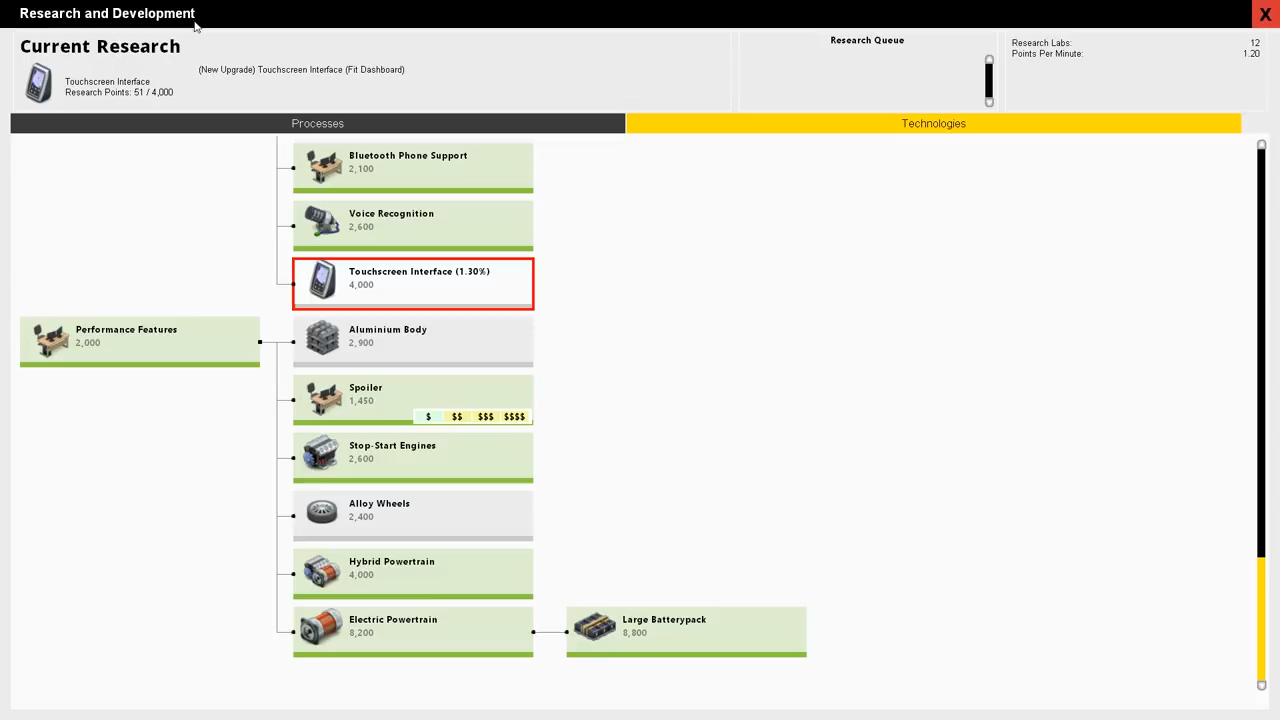 Research and Development
X
Current Research
(New Upgrade) Touchscreen Interface (Fit Dashboard)
Touchscreen Interface
Research Points: 51 / 4,000
Research Queue
Research Labs: 12
Points Per Minute: 1.20
Processes
Technologies
Bluetooth Phone Support
2,100
Voice Recognition
2,600
Touchscreen Interface (1.30%)
4,000
Performance Features
2,000
Aluminium Body
2,900
Spoiler
1,450
$ $$ $$$ $$$$
Stop-Start Engines
2,600
Alloy Wheels
2,400
Hybrid Powertrain
4,000
Electric Powertrain
8,200
Large Batterypack
8,800